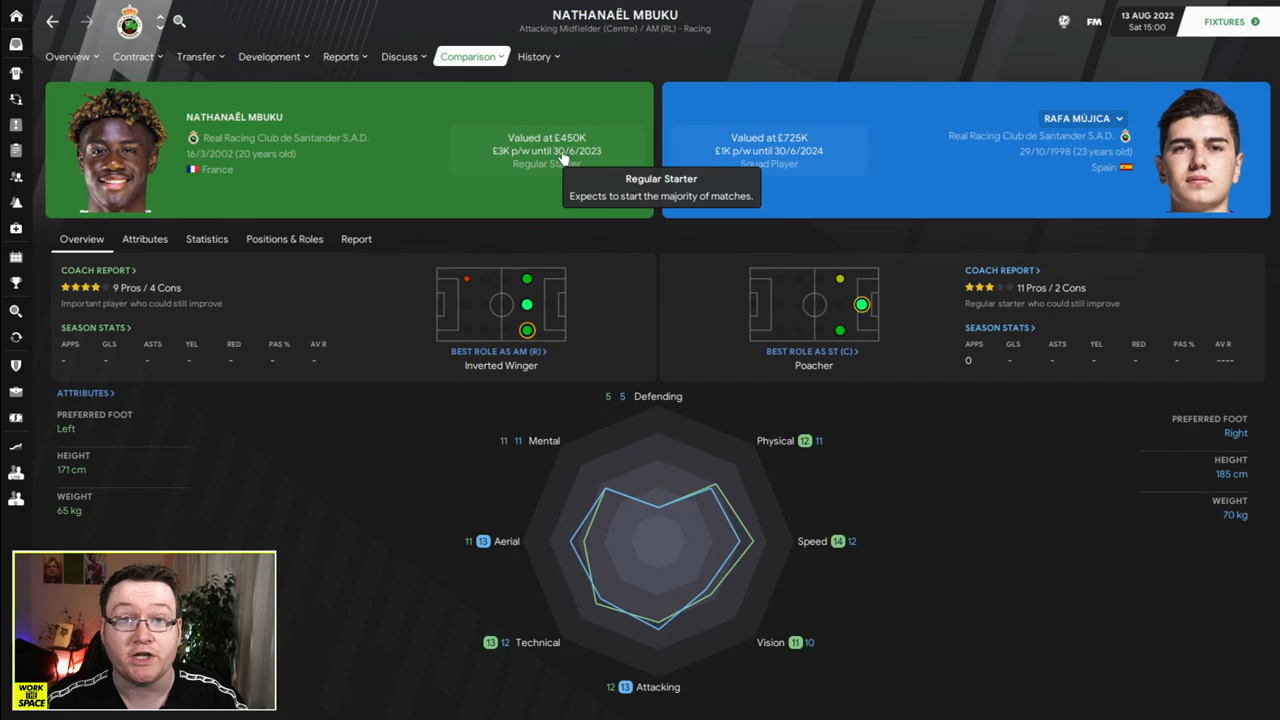 NATHANAËL MBUKU
Attacking Midfielder (Centre) / AM (RL) - Racing
FM
13 AUG 2022
Sat 15:00
FIXTURES
Overview
Contract
Transfer
Development
Reports
Discuss
Comparison
History
NATHANAËL MBUKU
Real Racing Club de Santander S.A.D.
16/3/2002 (20 years old)
France
Valued at £450K
£3K p/w until 30/6/2023
Regular Starter
Valued at £725K
£1K p/w until 30/6/2024
Squad Player
RAFA MÚJICA
Real Racing Club de Santander S.A.D.
29/10/1998 (23 years old)
Spain
Regular Starter
Expects to start the majority of matches.
Overview
Attributes
Statistics
Positions & Roles
Report
COACH REPORT >
9 Pros / 4 Cons
Important player who could still improve
SEASON STATS >
APPS GLS ASTS YEL RED PAS % AV R
- - - - - - -
BEST ROLE AS AM (R) >
Inverted Winger
BEST ROLE AS ST (C) >
Poacher
COACH REPORT >
11 Pros / 2 Cons
Regular starter who could still improve
SEASON STATS >
APPS GLS ASTS YEL RED PAS % AV R
0 - - - - - ----
ATTRIBUTES >
PREFERRED FOOT
Left
HEIGHT
171 cm
WEIGHT
65 kg
5 5 Defending
11 11 Mental
Physical 12 11
11 13 Aerial
Speed 14 12
13 12 Technical
Vision 11 10
12 13 Attacking
PREFERRED FOOT
Right
HEIGHT
185 cm
WEIGHT
70 kg
WORK
THE
SPACE